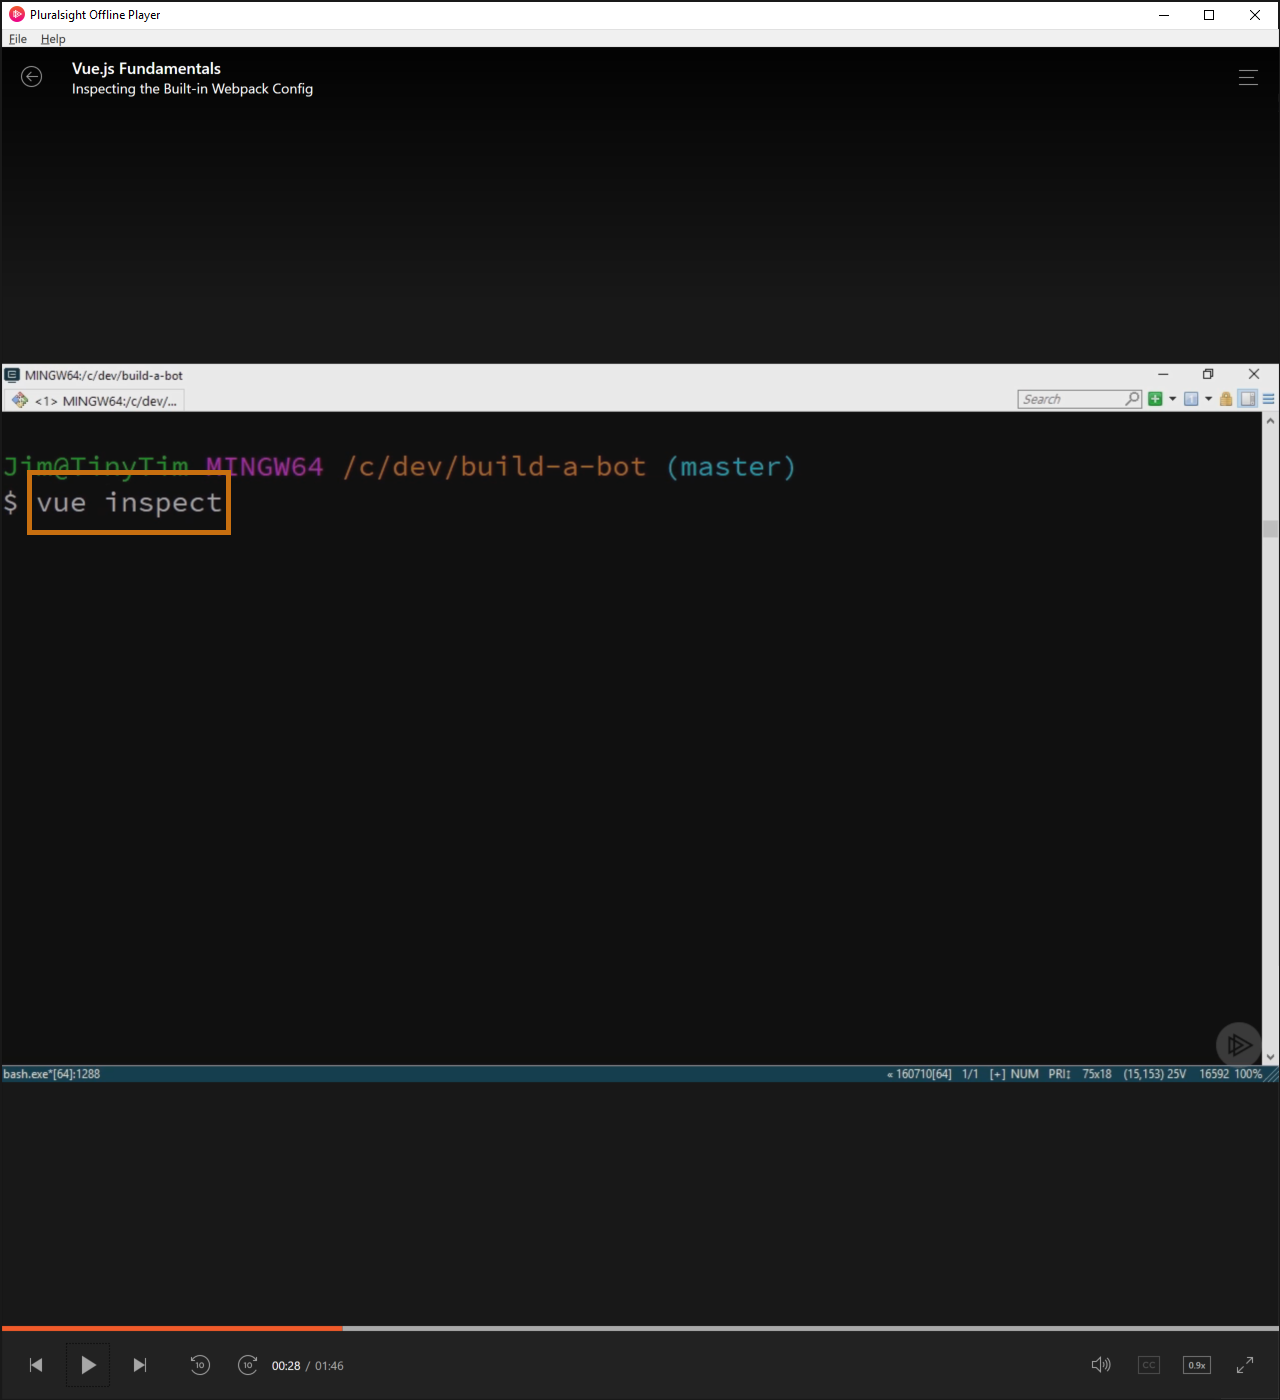 Pluralsight Offline Player
File Help
Vue.js Fundamentals
Inspecting the Built-in Webpack Config
MINGW64:/c/dev/build-a-bot
<1> MINGW64:/c/dev/...
Search
Jim@TinyTim MINGW64 /c/dev/build-a-bot (master)
$ vue inspect
bash.exe*[64]:1288
« 160710[64] 1/1 [+] NUM PRI↕ 75x18 (15,153) 25V 16592 100%
10 10 00:28 / 01:46 CC 0.9x